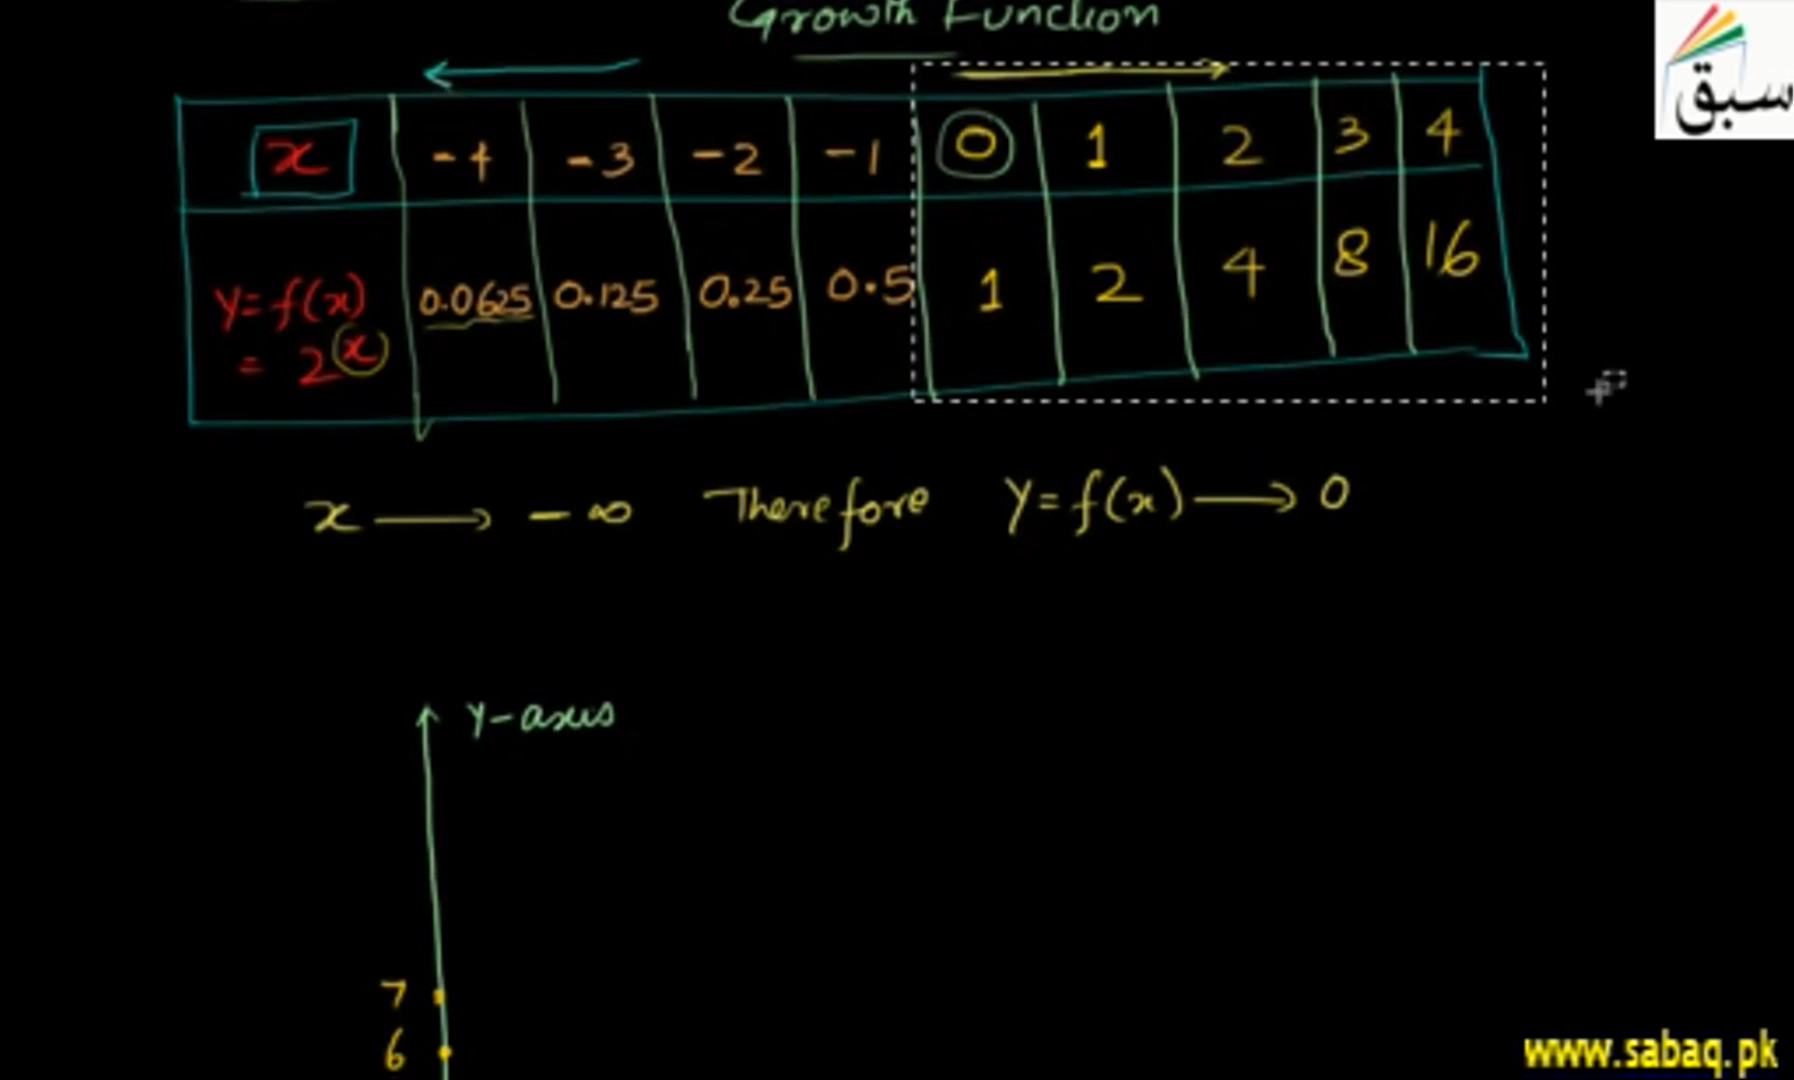 Growth Function
سبق
x -4 -3 -2 -1 0 1 2 3 4
y=f(x) 0.0625 0.125 0.25 0.5 1 2 4 8 16
= 2^x
x → -∞ Therefore y=f(x) → 0
y-axis
7
6
www.sabaq.pk